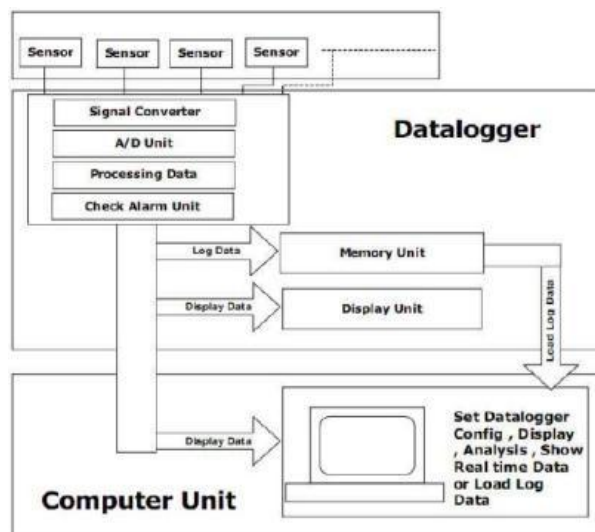 Sensor Sensor Sensor Sensor
Signal Converter
A/D Unit
Processing Data
Check Alarm Unit
Datalogger
Log Data
Memory Unit
Display Data
Display Unit
Load Log Data
Display Data
Set Datalogger
Config , Display
, Analysis , Show
Real time Data
or Load Log
Data
Computer Unit